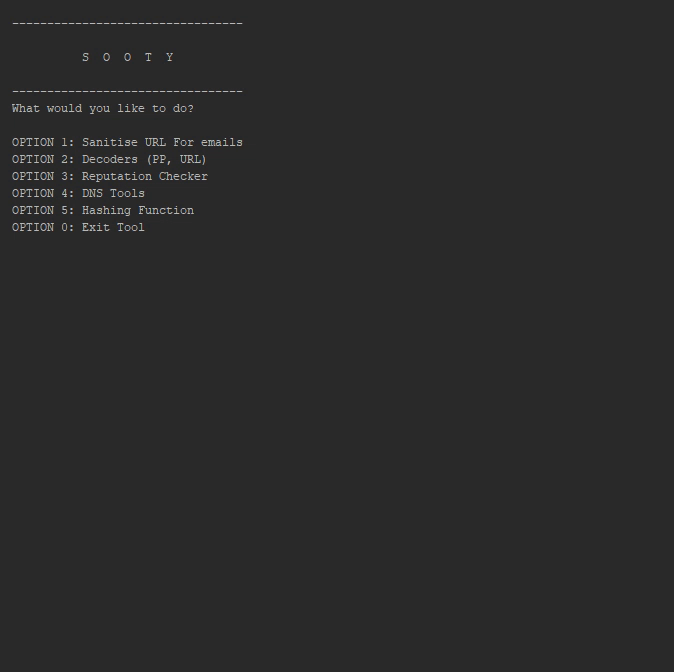 ---------------------------------
S O O T Y
---------------------------------
What would you like to do?
OPTION 1: Sanitise URL For emails
OPTION 2: Decoders (PP, URL)
OPTION 3: Reputation Checker
OPTION 4: DNS Tools
OPTION 5: Hashing Function
OPTION 0: Exit Tool